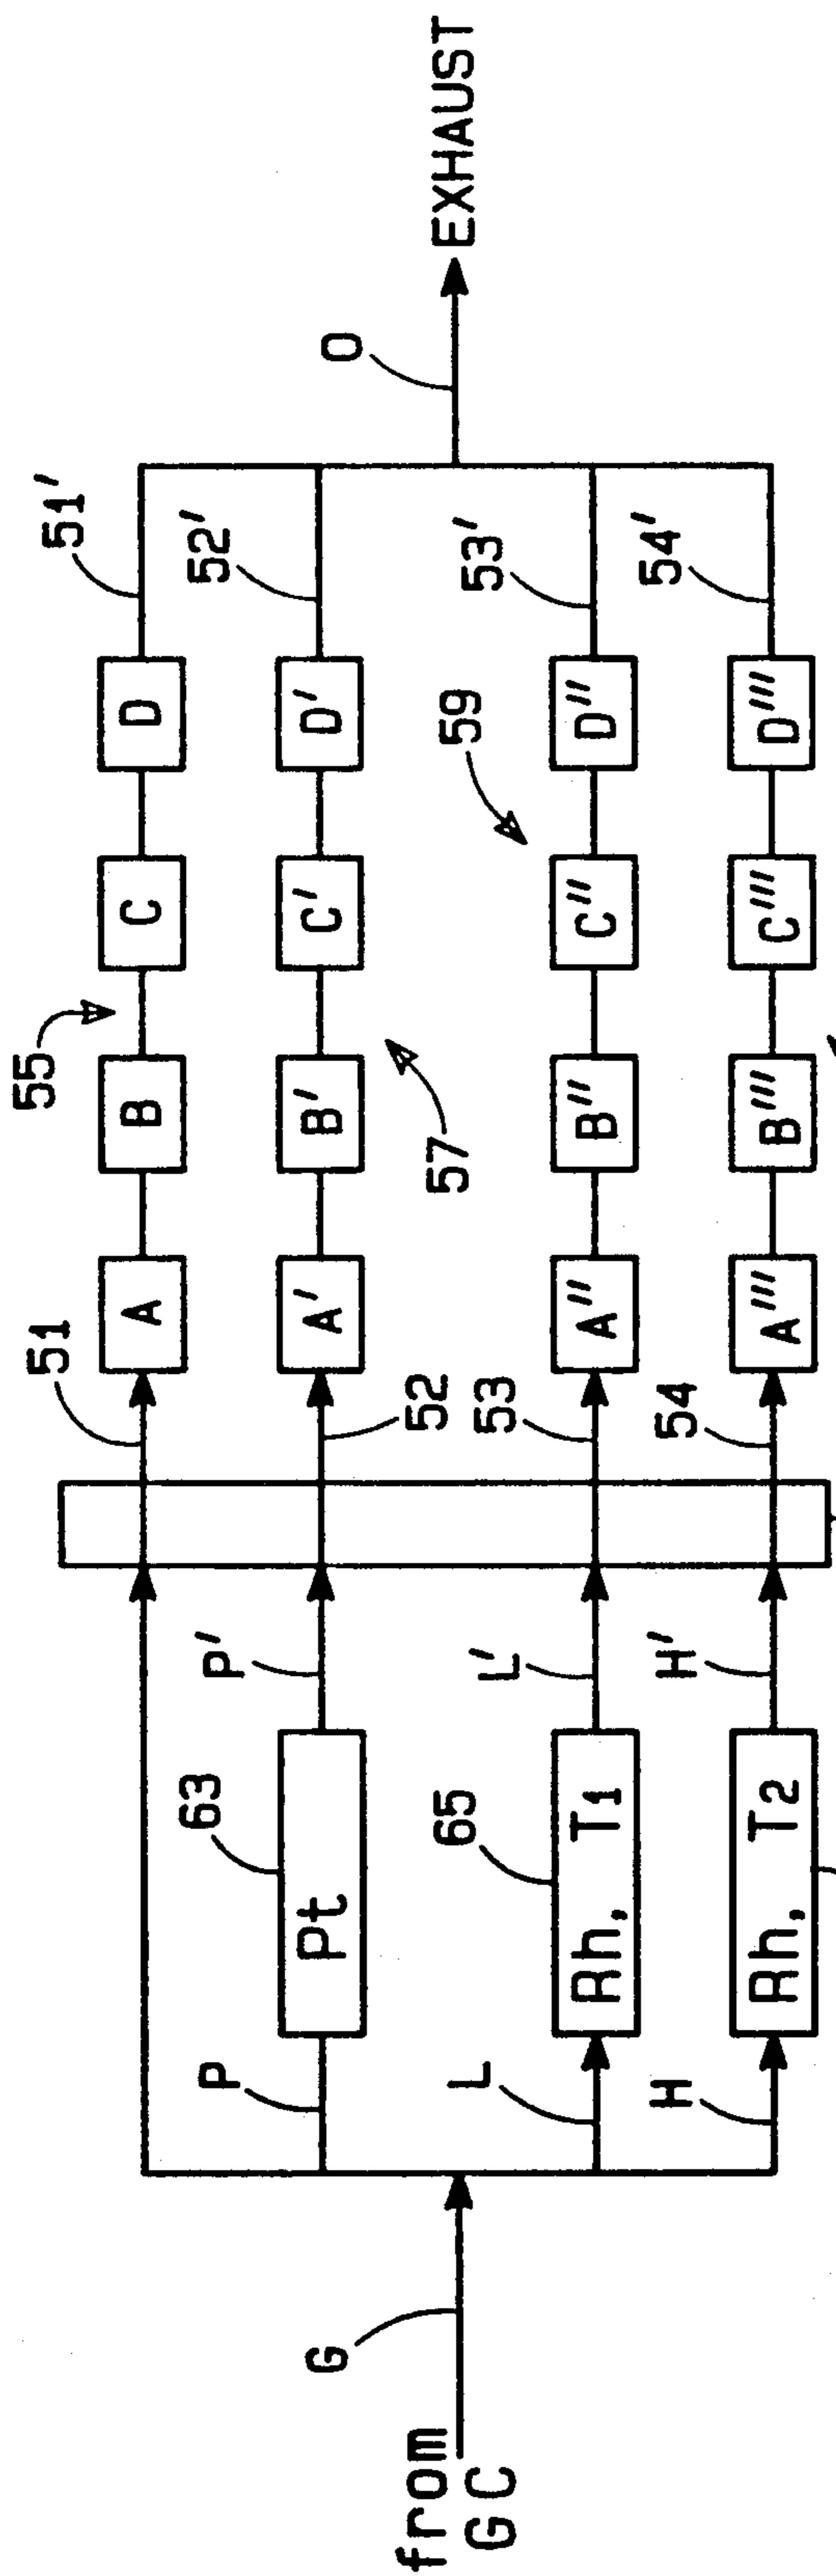 from
GC
G
P
63
Pt
P'
L
65
Rh, T1
L'
H
Rh, T2
H'
51
52
53
54
A
B
C
D
55
51'
A'
B'
C'
D'
57
52'
A''
B''
C''
D''
59
53'
A'''
B'''
C'''
D'''
54'
O
EXHAUST